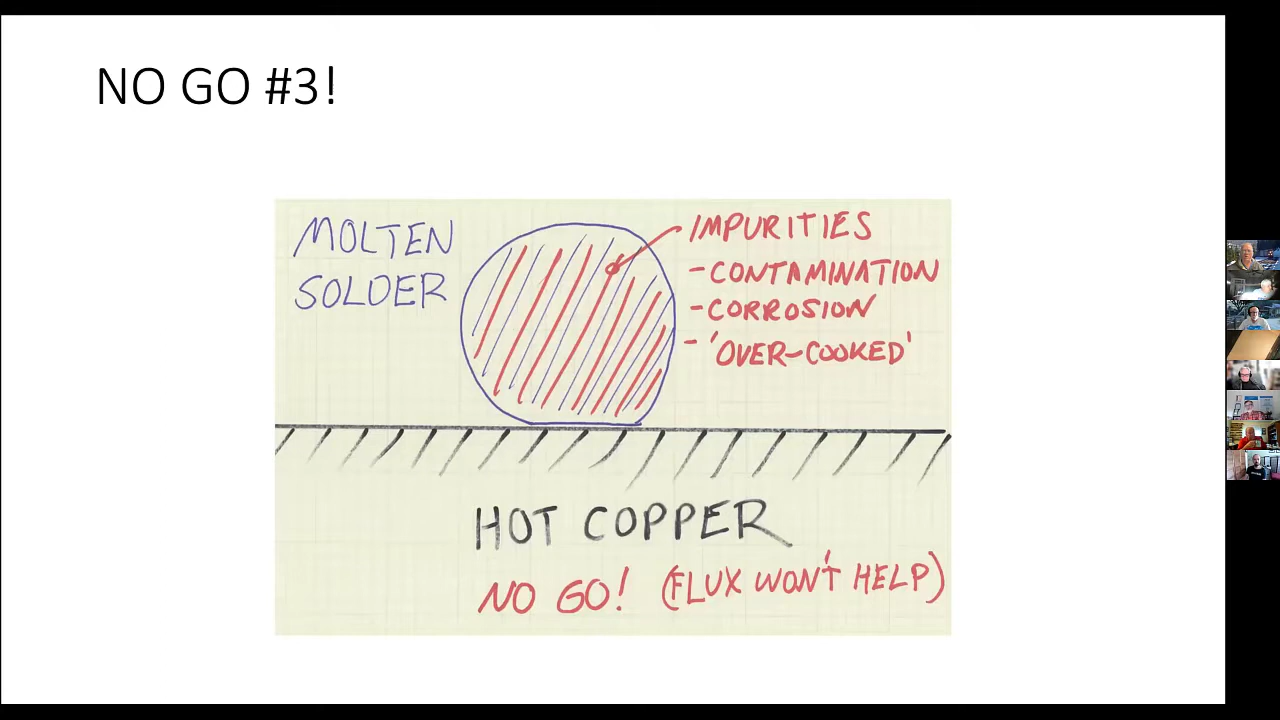 NO GO #3!
MOLTEN
SOLDER
IMPURITIES
- CONTAMINATION
- CORROSION
- 'OVER-COOKED'
HOT COPPER
NO GO! (FLUX WON'T HELP)